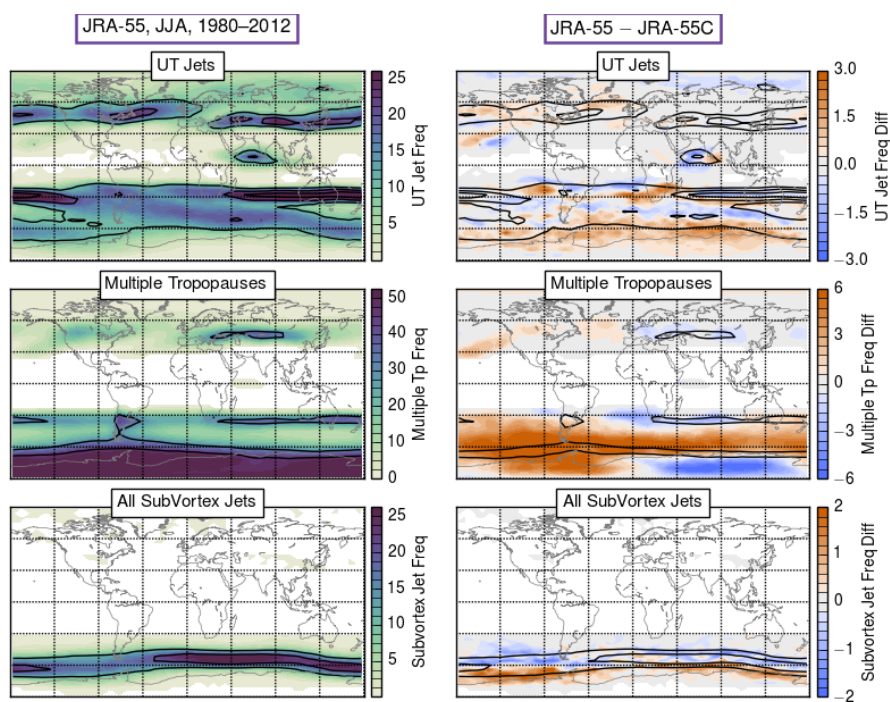 JRA-55, JJA, 1980–2012
JRA-55 − JRA-55C
UT Jets
25
20
15
10
5
UT Jet Freq
UT Jets
3.0
1.5
0.0
−1.5
−3.0
UT Jet Freq Diff
Multiple Tropopauses
50
40
30
20
10
0
Multiple Tp Freq
Multiple Tropopauses
6
3
0
−3
−6
Multiple Tp Freq Diff
All SubVortex Jets
25
20
15
10
5
Subvortex Jet Freq
All SubVortex Jets
2
1
0
−1
−2
Subvortex Jet Freq Diff